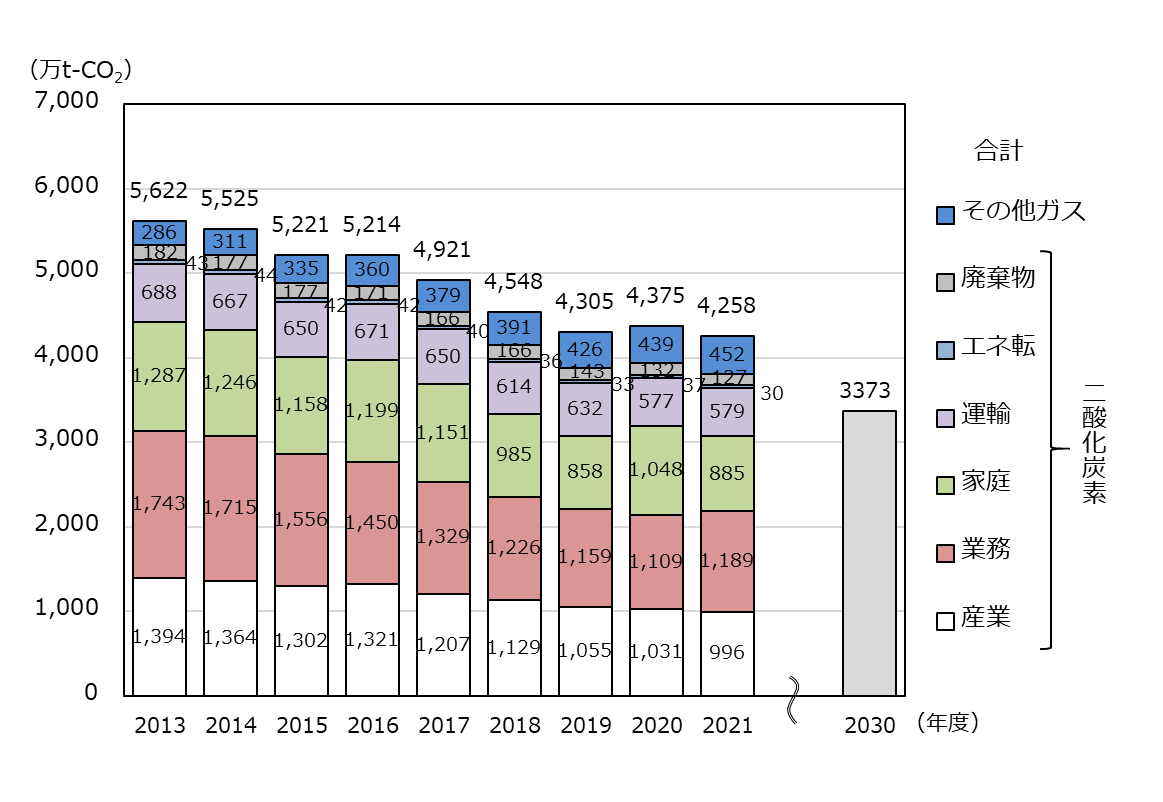 （万t-CO2）
7,000
6,000
5,000
4,000
3,000
2,000
1,000
0
5,622 5,525 5,221 5,214 4,921 4,548 4,305 4,375 4,258 3373
286 311 335 360 379 391 426 439 452
182 177 177 171 166 166 143 132 127
43 44 42 42 40 36 33 37 30
688 667 650 671 650 614 632 577 579
1,287 1,246 1,158 1,199 1,151 985 858 1,048 885
1,743 1,715 1,556 1,450 1,329 1,226 1,159 1,109 1,189
1,394 1,364 1,302 1,321 1,207 1,129 1,055 1,031 996
2013 2014 2015 2016 2017 2018 2019 2020 2021 2030 （年度）
合計
その他ガス
廃棄物
エネ転
運輸
家庭
業務
産業
二酸化炭素